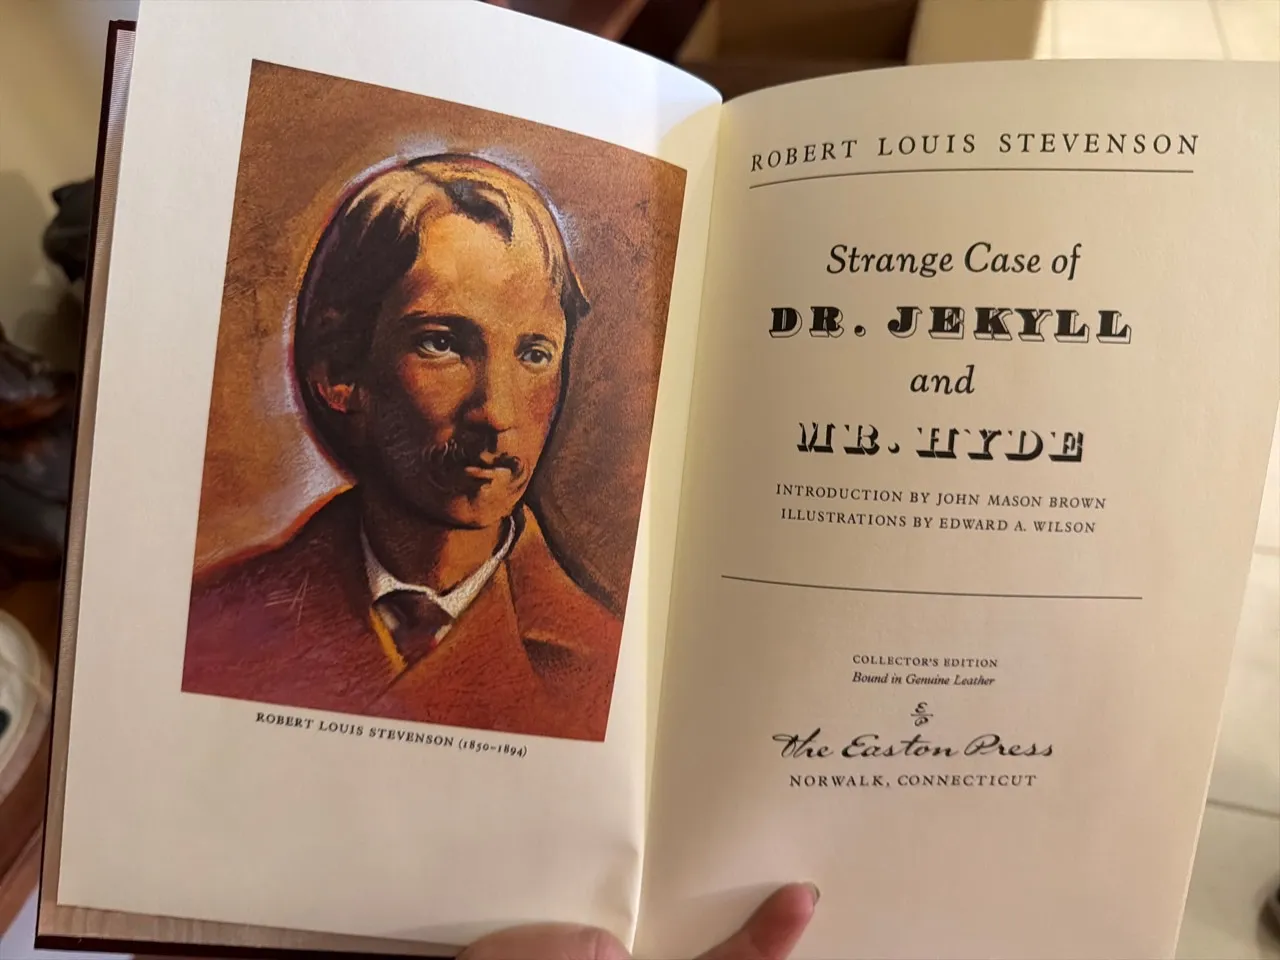 ROBERT LOUIS STEVENSON (1850–1894)
ROBERT LOUIS STEVENSON
Strange Case of
DR. JEKYLL
and
MR. HYDE
INTRODUCTION BY JOHN MASON BROWN
ILLUSTRATIONS BY EDWARD A. WILSON
COLLECTOR'S EDITION
Bound in Genuine Leather
The Easton Press
NORWALK, CONNECTICUT